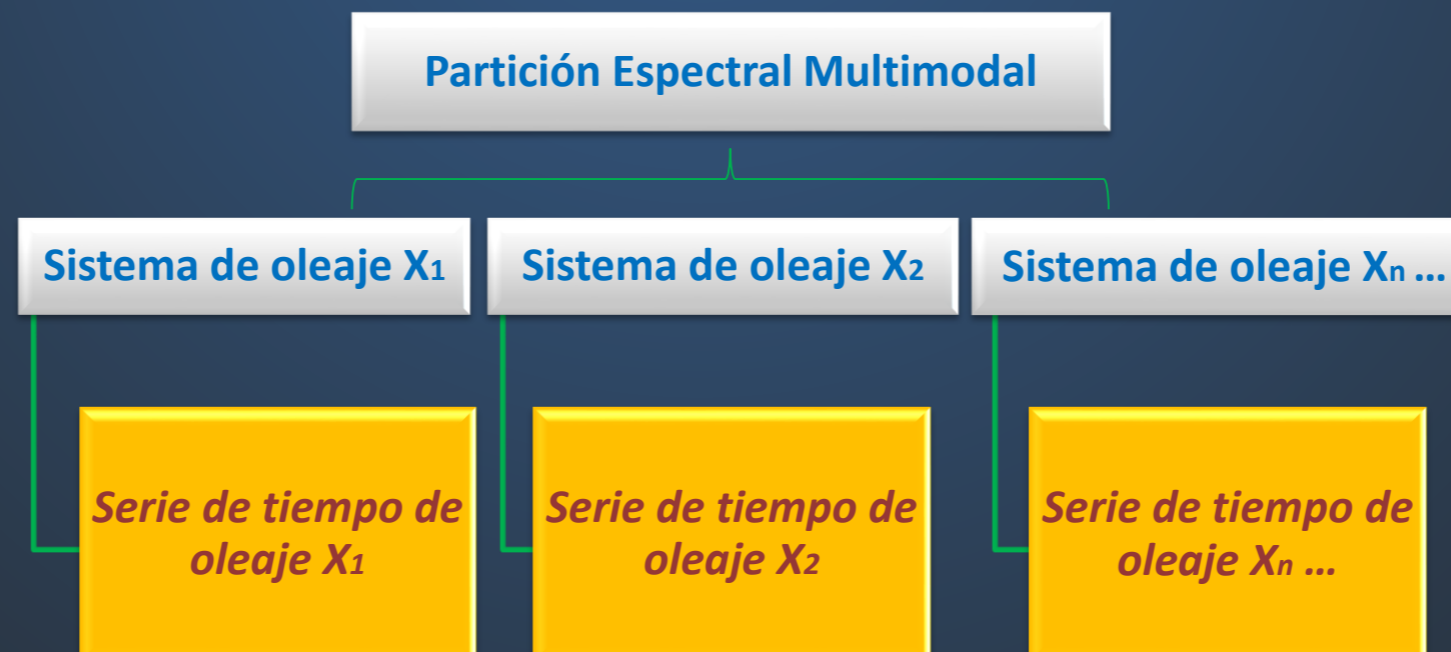 Partición Espectral Multimodal
Sistema de oleaje X1
Sistema de oleaje X2
Sistema de oleaje Xn ...
Serie de tiempo de
oleaje X1
Serie de tiempo de
oleaje X2
Serie de tiempo de
oleaje Xn ...